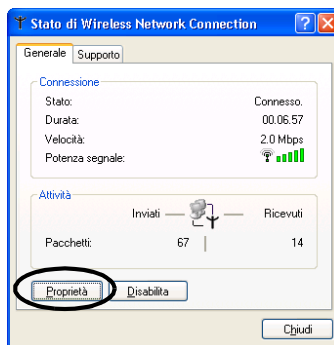 Stato di Wireless Network Connection
Generale Supporto
Connessione
Stato: Connesso.
Durata: 00.06.57
Velocità: 2.0 Mbps
Potenza segnale:
Attività
Inviati Ricevuti
Pacchetti: 67 14
Proprietà Disabilita
Chiudi